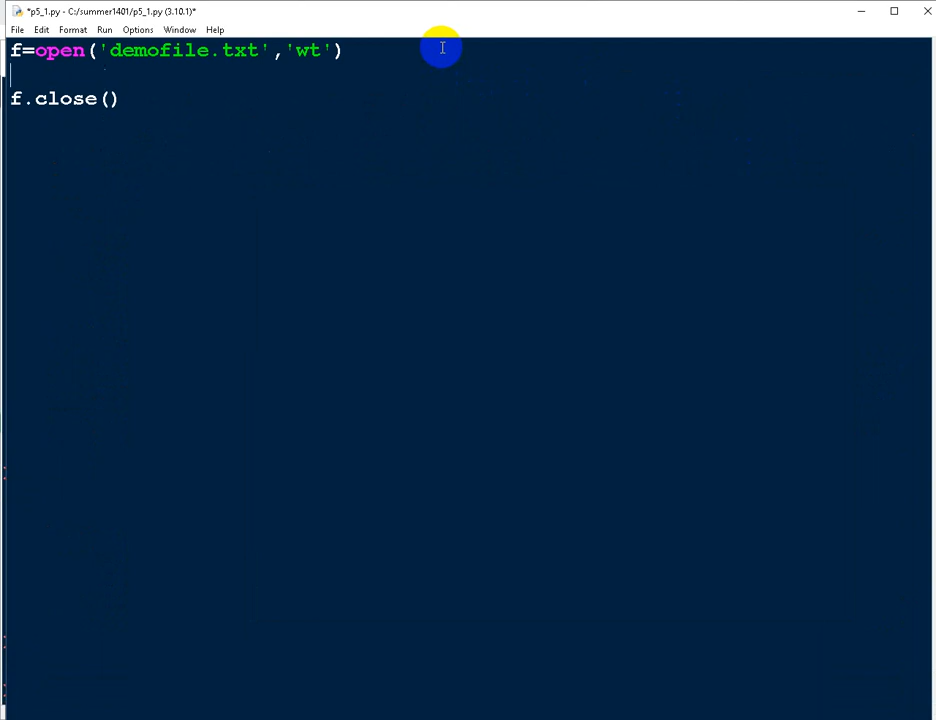 *p5_1.py - C:/summer1401/p5_1.py (3.10.1)*
File Edit Format Run Options Window Help
f=open('demofile.txt','wt')
f.close()